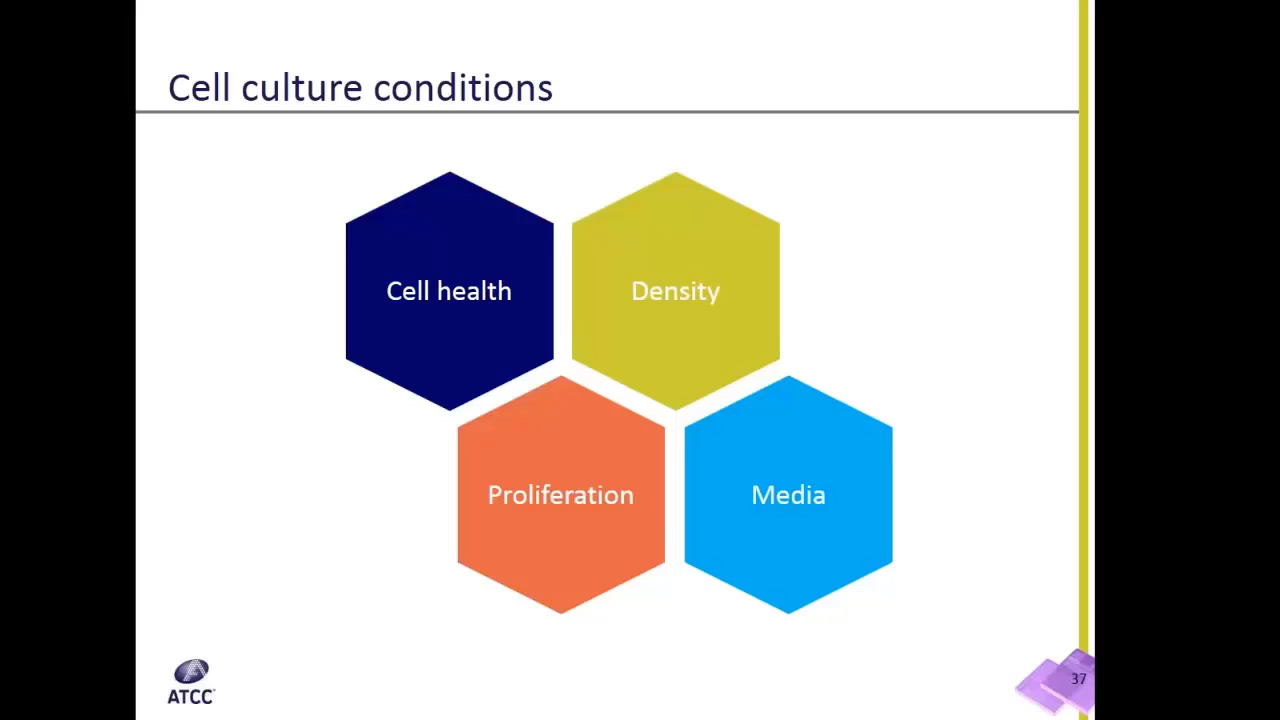 Cell culture conditions
Cell health
Density
Proliferation
Media
ATCC
37